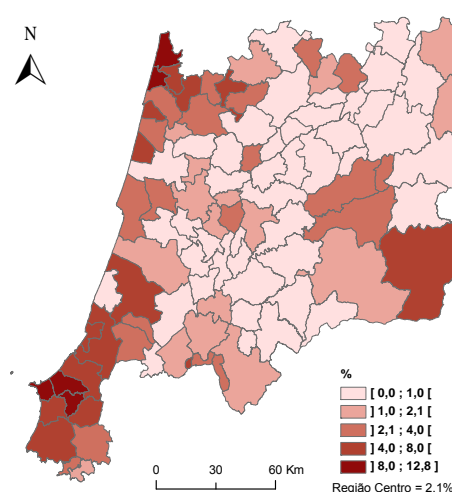 N
%
[ 0,0 ; 1,0 [
] 1,0 ; 2,1 [
] 2,1 ; 4,0 [
] 4,0 ; 8,0 [
] 8,0 ; 12,8 ]
0 30 60 Km
Região Centro = 2,1%